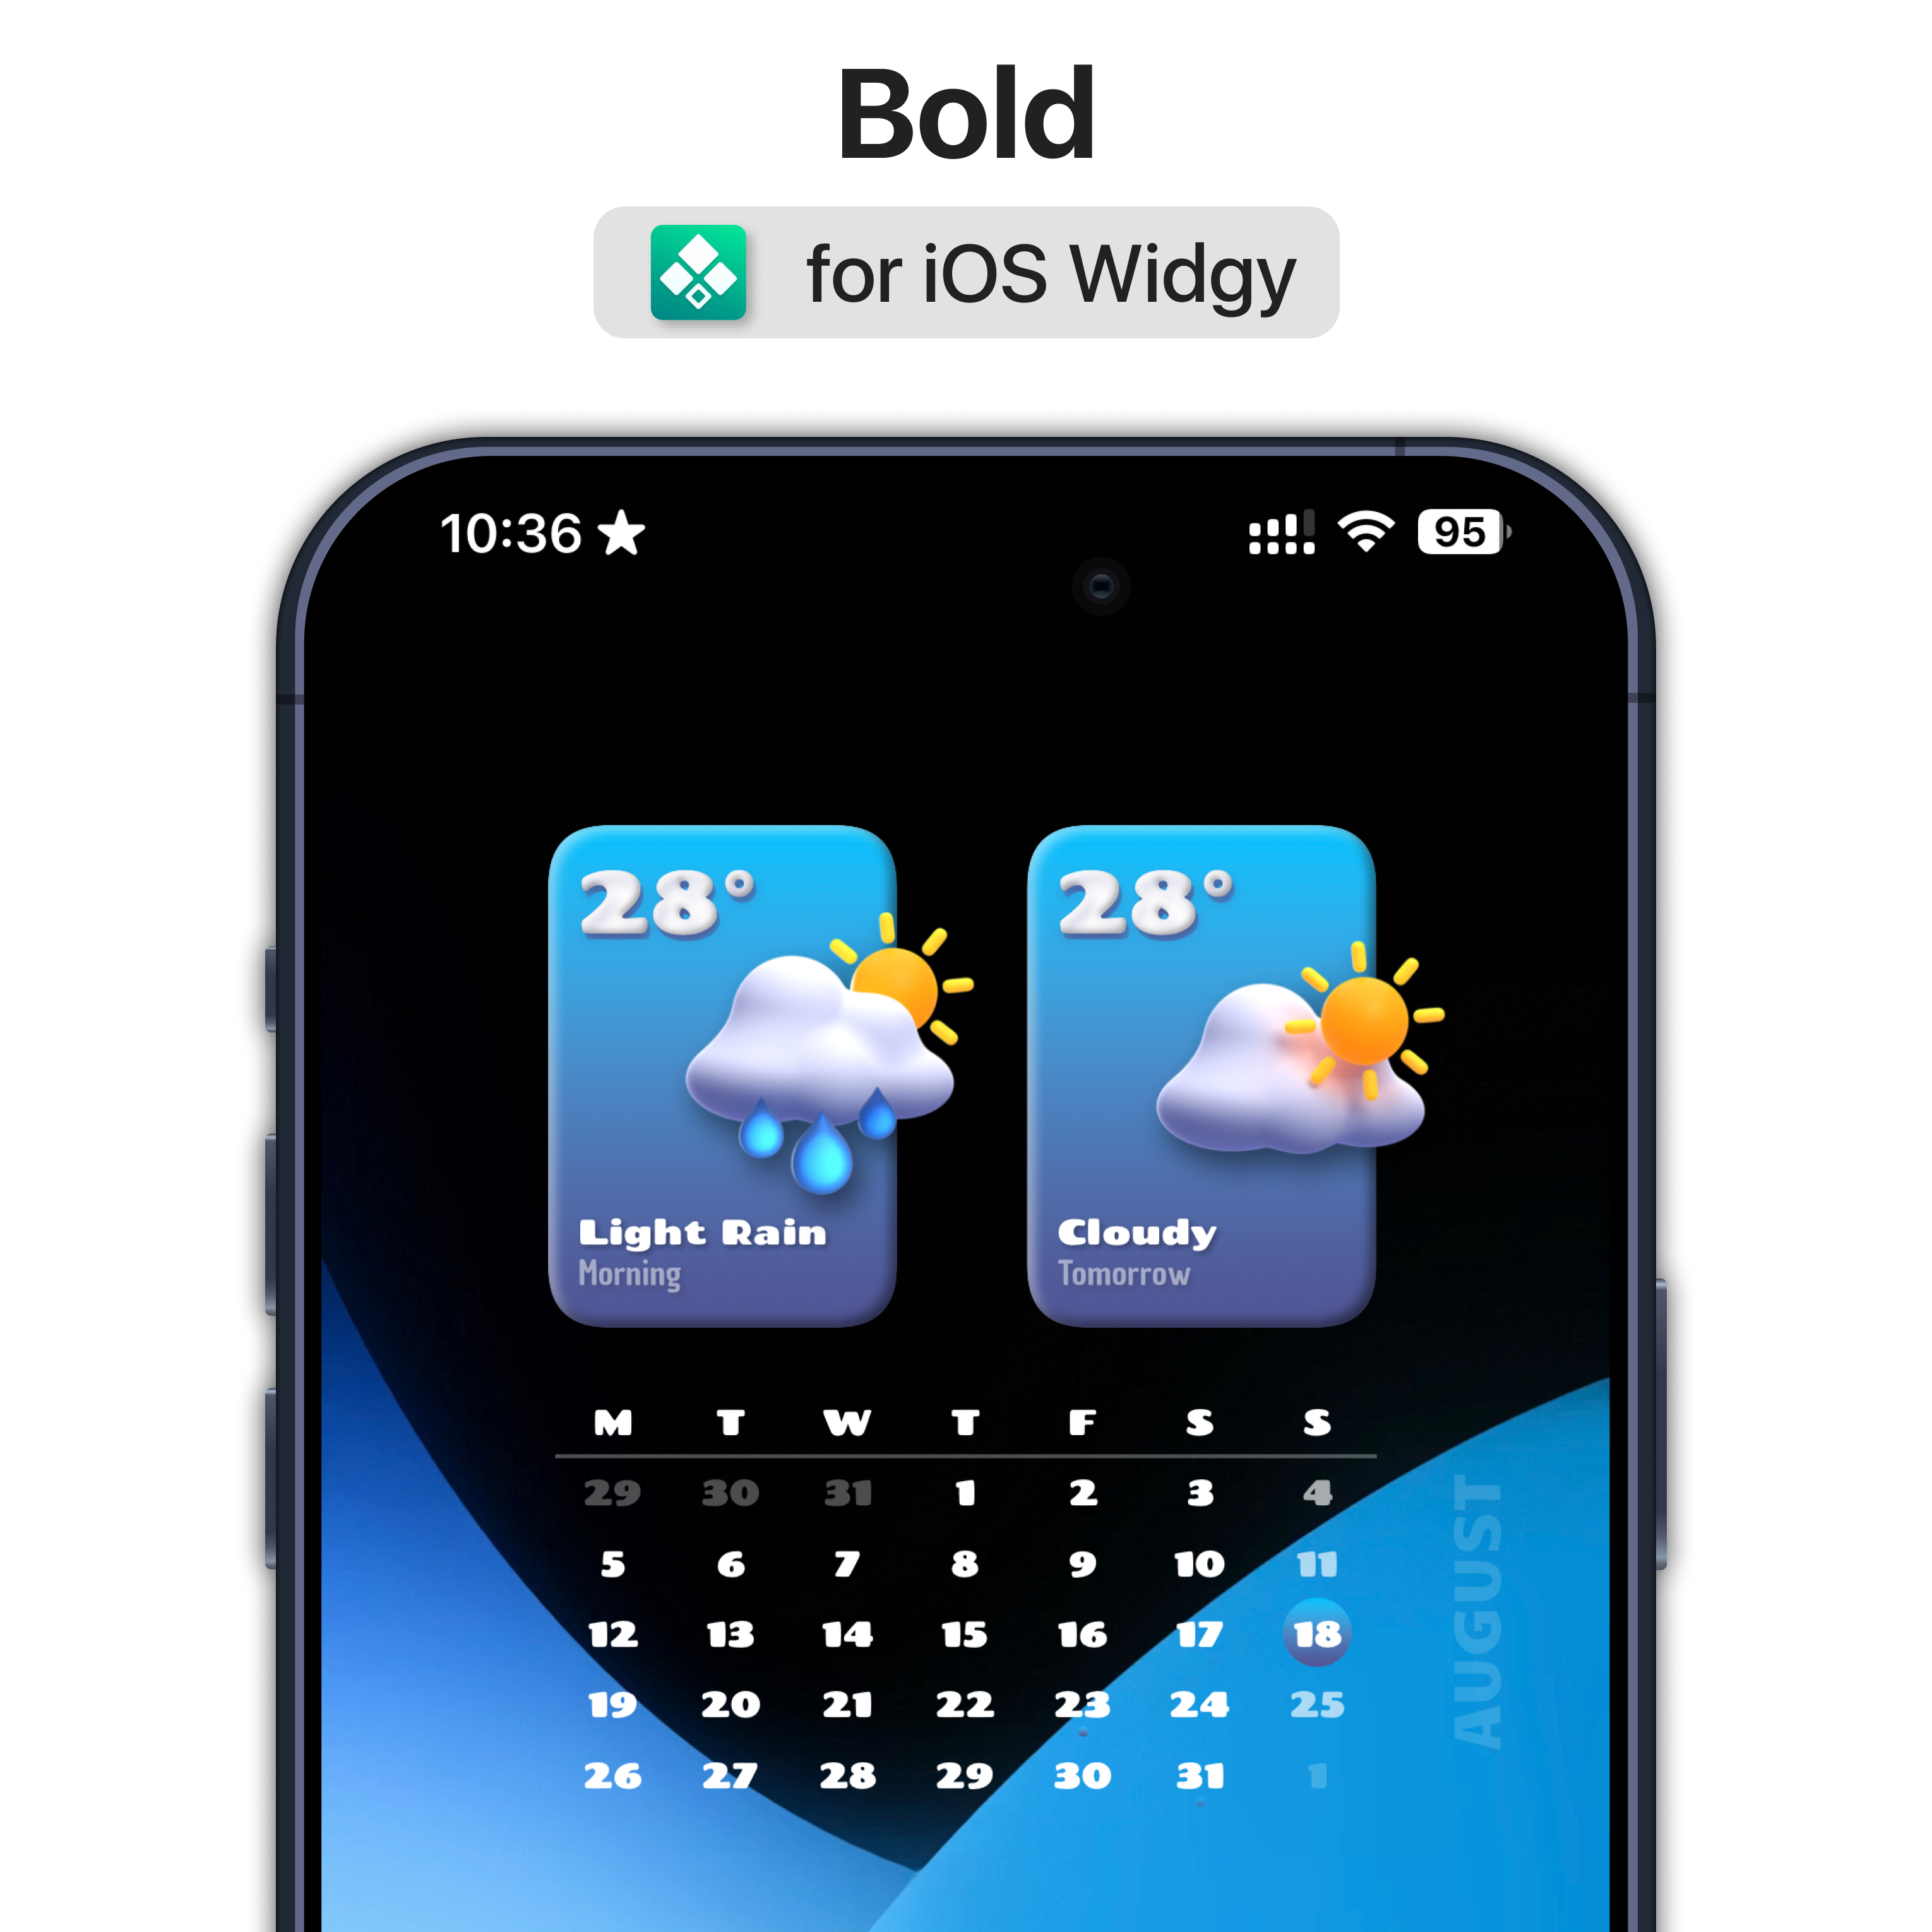 Bold
for iOS Widgy
10:36
95
28°
28°
Light Rain
Morning
Cloudy
Tomorrow
M T W T F S S
29 30 31 1 2 3 4
5 6 7 8 9 10 11
12 13 14 15 16 17 18
19 20 21 22 23 24 25
26 27 28 29 30 31 1
AUGUST